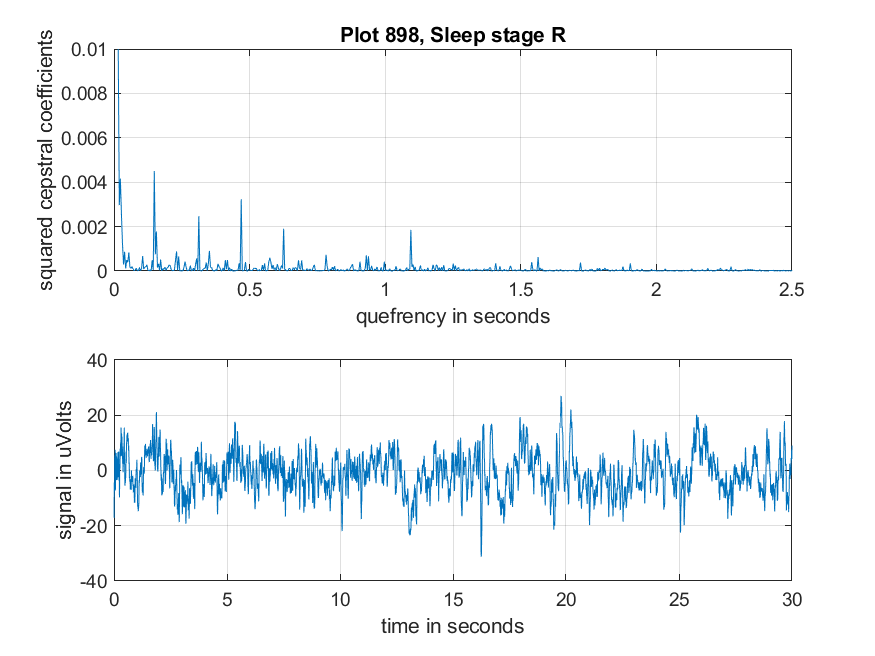 Plot 898, Sleep stage R
squared cepstral coefficients
0.01
0.008
0.006
0.004
0.002
0
0 0.5 1 1.5 2 2.5
quefrency in seconds
signal in uVolts
40
20
0
-20
-40
0 5 10 15 20 25 30
time in seconds